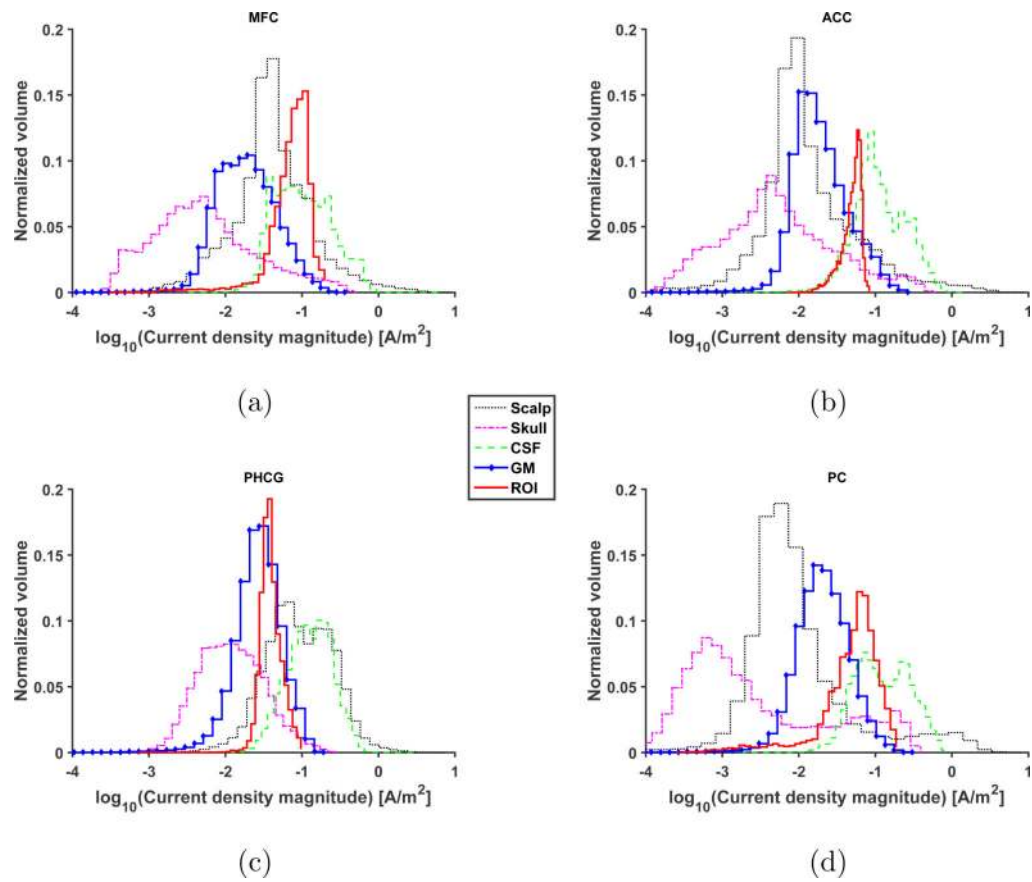 MFC
Normalized volume
0.2
0.15
0.1
0.05
0
-4 -3 -2 -1 0 1
log10(Current density magnitude) [A/m2]
(a)
ACC
Normalized volume
0.2
0.15
0.1
0.05
0
-4 -3 -2 -1 0 1
log10(Current density magnitude) [A/m2]
(b)
Scalp
Skull
CSF
GM
ROI
PHCG
Normalized volume
0.2
0.15
0.1
0.05
0
-4 -3 -2 -1 0 1
log10(Current density magnitude) [A/m2]
(c)
PC
Normalized volume
0.2
0.15
0.1
0.05
0
-4 -3 -2 -1 0 1
log10(Current density magnitude) [A/m2]
(d)